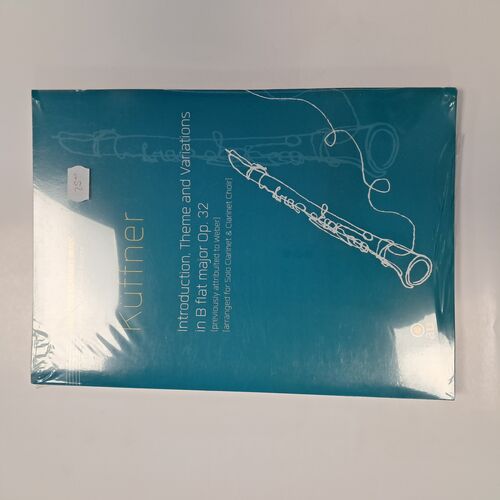 Kuffner
Introduction, Theme and Variations
in B flat major Op. 32
[previously attributed to Weber]
[arranged for Solo Clarinet & Clarinet Choir]